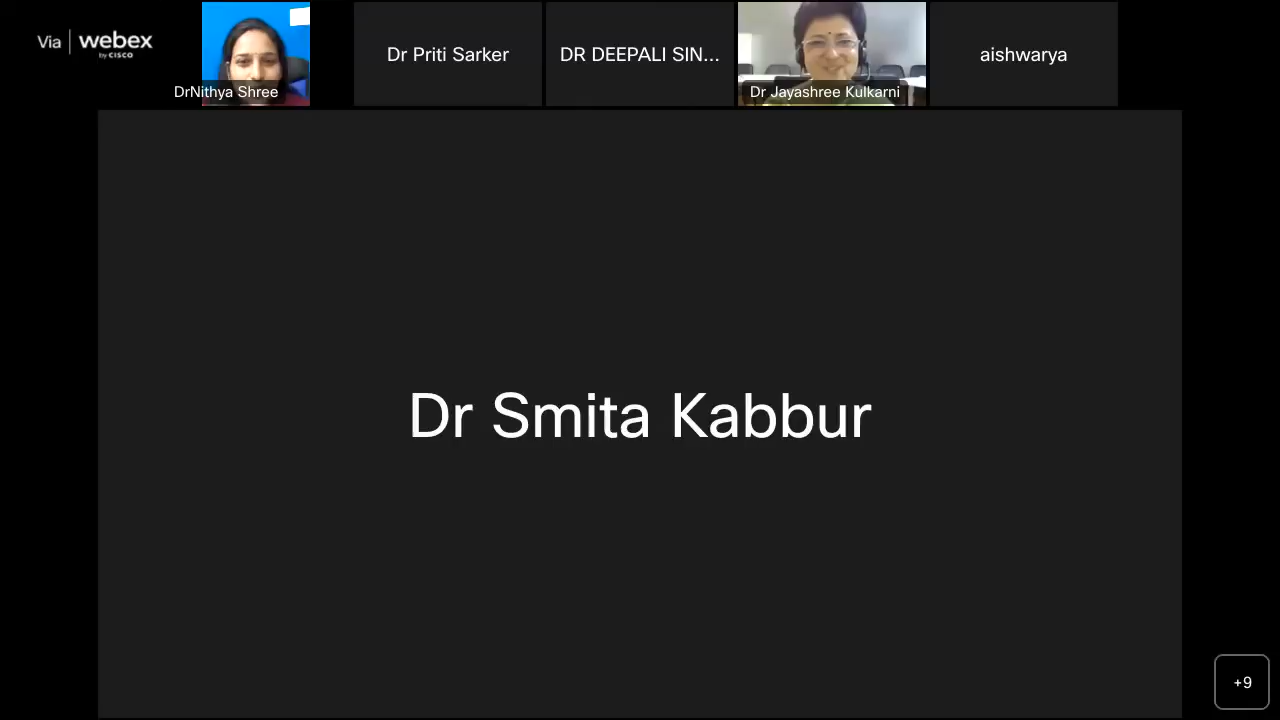 Via webex
by CISCO
DrNithya Shree
Dr Priti Sarker
DR DEEPALI SIN...
Dr Jayashree Kulkarni
aishwarya
Dr Smita Kabbur
+9